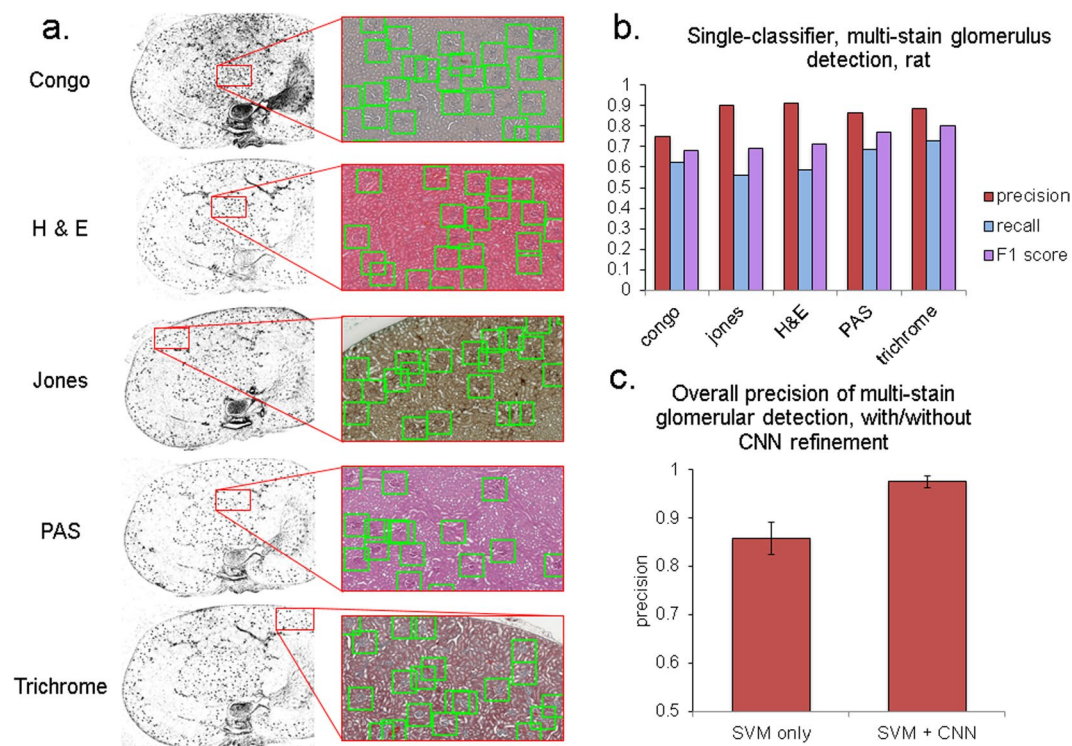 a.
Congo
H & E
Jones
PAS
Trichrome
b.
Single-classifier, multi-stain glomerulus
detection, rat
1
0.9
0.8
0.7
0.6
0.5
0.4
0.3
0.2
0.1
0
congo
jones
H&E
PAS
trichrome
precision
recall
F1 score
c.
Overall precision of multi-stain
glomerular detection, with/without
CNN refinement
1
0.9
0.8
0.7
0.6
0.5
precision
SVM only
SVM + CNN